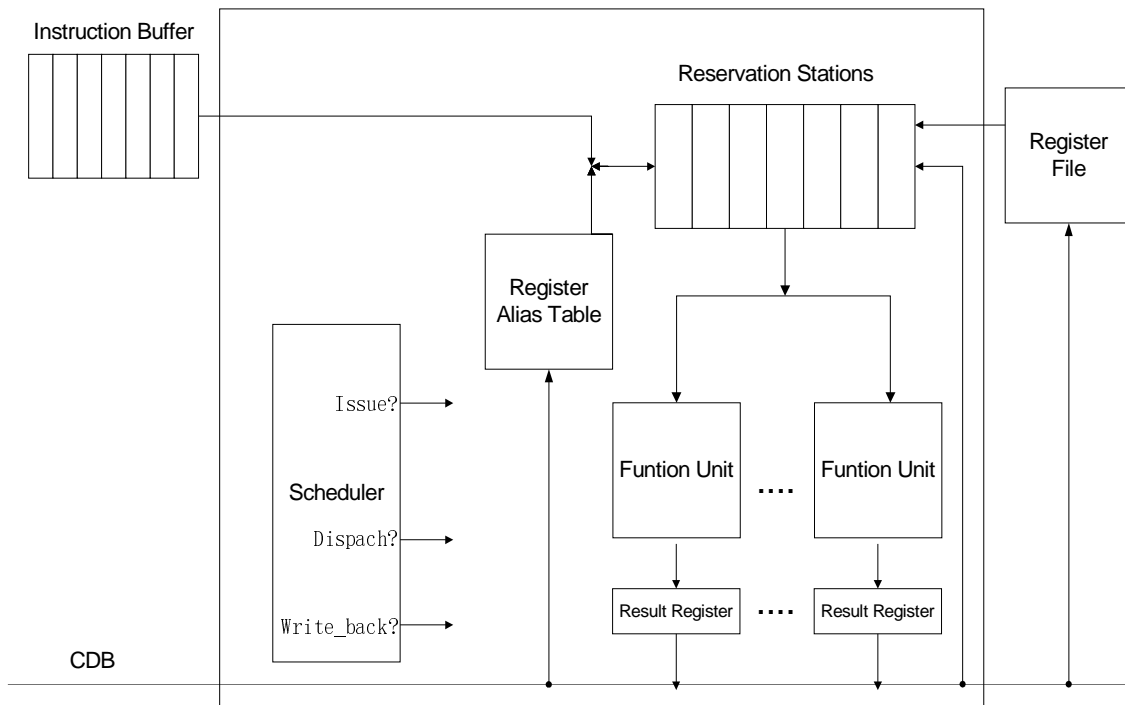 Instruction Buffer
Reservation Stations
Register
File
Register
Alias Table
Issue?
Scheduler
Dispach?
Write_back?
Funtion Unit
....
Funtion Unit
Result Register
....
Result Register
CDB